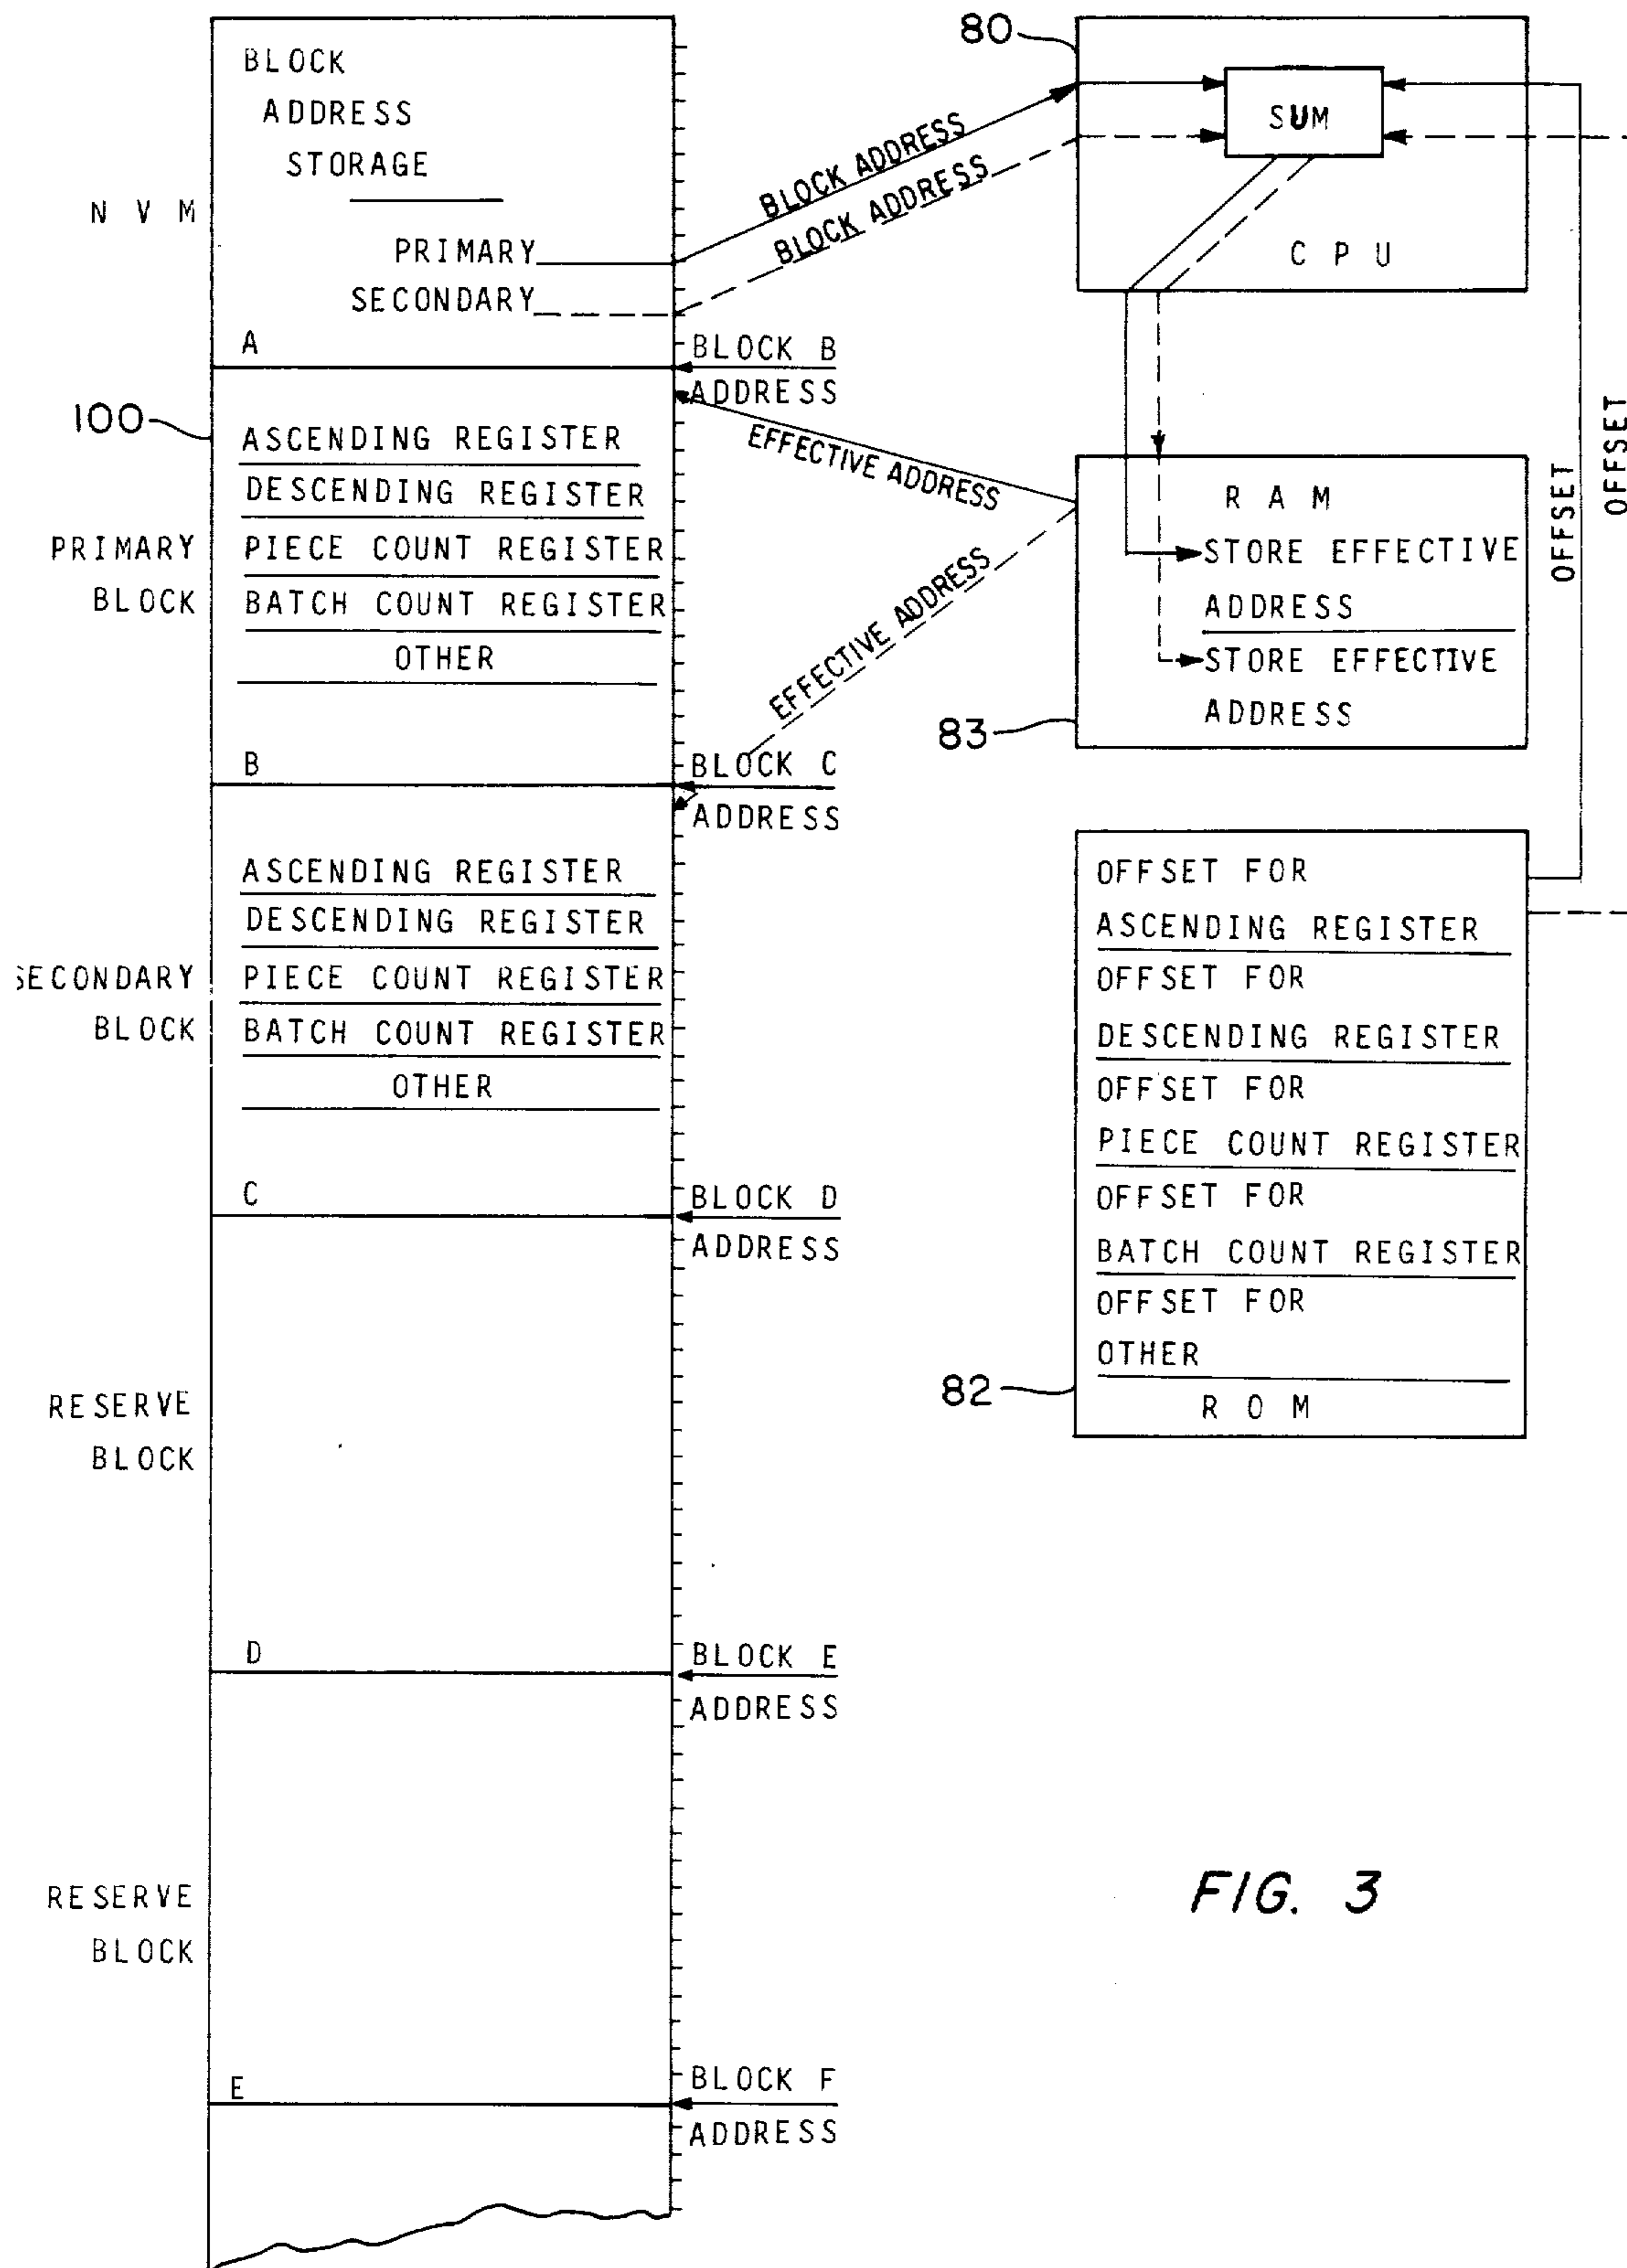 BLOCK
ADDRESS
STORAGE
N V M
PRIMARY
SECONDARY
A
BLOCK B
ADDRESS
100
ASCENDING REGISTER
DESCENDING REGISTER
PRIMARY
BLOCK
PIECE COUNT REGISTER
BATCH COUNT REGISTER
OTHER
B
BLOCK C
ADDRESS
ASCENDING REGISTER
DESCENDING REGISTER
SECONDARY
BLOCK
PIECE COUNT REGISTER
BATCH COUNT REGISTER
OTHER
C
BLOCK D
ADDRESS
RESERVE
BLOCK
D
BLOCK E
ADDRESS
RESERVE
BLOCK
E
BLOCK F
ADDRESS
BLOCK ADDRESS
BLOCK ADDRESS
80
SUM
C P U
EFFECTIVE ADDRESS
EFFECTIVE ADDRESS
R A M
STORE EFFECTIVE
ADDRESS
STORE EFFECTIVE
ADDRESS
83
OFFSET
OFFSET
OFFSET FOR
ASCENDING REGISTER
OFFSET FOR
DESCENDING REGISTER
OFFSET FOR
PIECE COUNT REGISTER
OFFSET FOR
BATCH COUNT REGISTER
OFFSET FOR
OTHER
82
R O M
FIG. 3